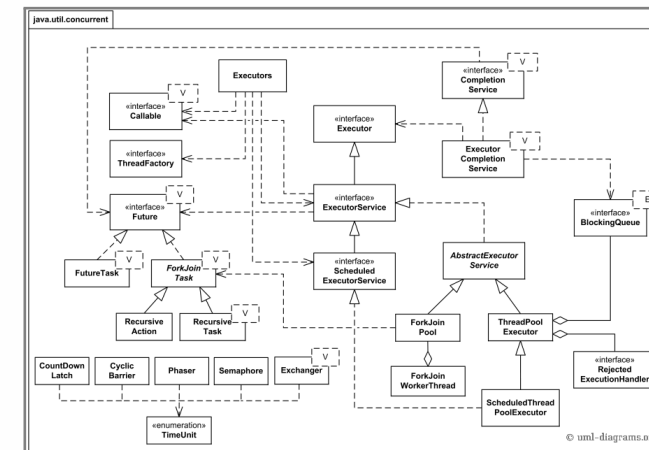 java.util.concurrent
Executors
«interface»
Completion
Service
V
«interface»
Callable
V
«interface»
Executor
«interface»
ThreadFactory
Executor
Completion
Service
V
«interface»
Future
V
«interface»
ExecutorService
«interface»
BlockingQueue
E
FutureTask
V
ForkJoin
Task
V
«interface»
Scheduled
ExecutorService
AbstractExecutor
Service
Recursive
Action
Recursive
Task
V
ForkJoin
Pool
ThreadPool
Executor
CountDown
Latch
Cyclic
Barrier
Phaser
Semaphore
Exchanger
V
ForkJoin
WorkerThread
«interface»
Rejected
ExecutionHandler
ScheduledThread
PoolExecutor
«enumeration»
TimeUnit
© uml-diagrams.o